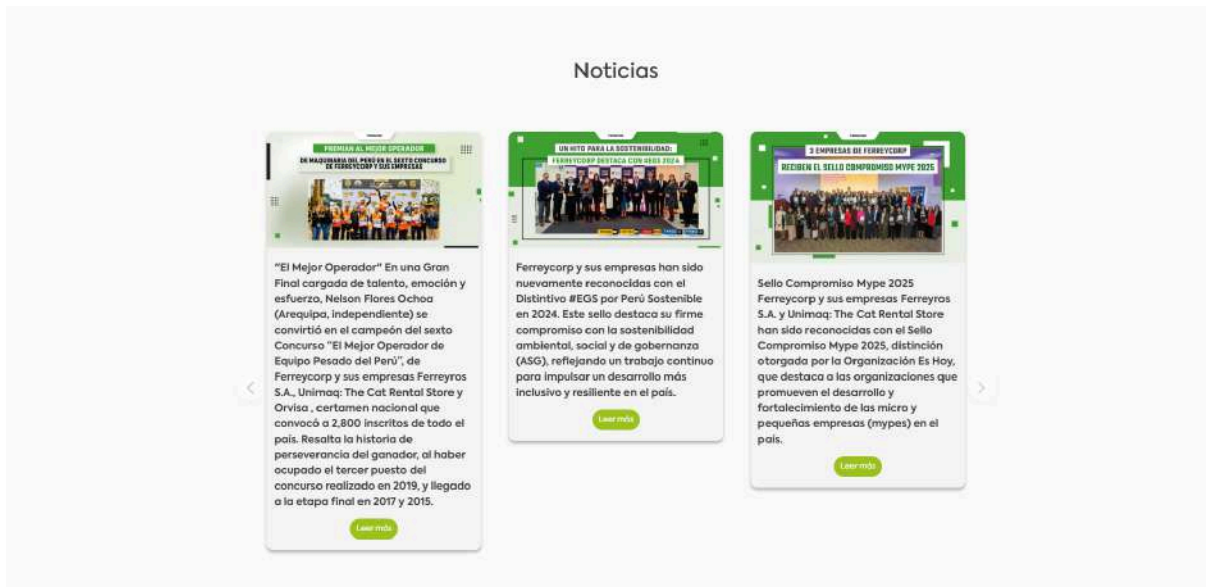 Noticias
PREMIAN AL MEJOR OPERADOR
DE MAQUINARIA DEL PERÚ EN EL SEXTO CONCURSO
DE FERREYCORP Y SUS EMPRESAS
"El Mejor Operador" En una Gran
Final cargada de talento, emoción y
esfuerzo, Nelson Flores Ochoa
(Arequipa, independiente) se
convirtió en el campeón del sexto
Concurso "El Mejor Operador de
Equipo Pesado del Perú", de
Ferreycorp y sus empresas Ferreyros
S.A., Unimaq: The Cat Rental Store y
Orvisa , certamen nacional que
convocó a 2,800 inscritos de todo el
país. Resalta la historia de
perseverancia del ganador, al haber
ocupado el tercer puesto del
concurso realizado en 2019, y llegado
a la etapa final en 2017 y 2015.
Leer más
UN HITO PARA LA SOSTENIBILIDAD:
FERREYCORP DESTACA CON #EGS 2024
Ferreycorp y sus empresas han sido
nuevamente reconocidas con el
Distintivo #EGS por Perú Sostenible
en 2024. Este sello destaca su firme
compromiso con la sostenibilidad
ambiental, social y de gobernanza
(ASG), reflejando un trabajo continuo
para impulsar un desarrollo más
inclusivo y resiliente en el país.
Leer más
3 EMPRESAS DE FERREYCORP
RECIBEN EL SELLO COMPROMISO MYPE 2025
Sello Compromiso Mype 2025
Ferreycorp y sus empresas Ferreyros
S.A. y Unimaq: The Cat Rental Store
han sido reconocidas con el Sello
Compromiso Mype 2025, distinción
otorgada por la Organización Es Hoy,
que destaca a las organizaciones que
promueven el desarrollo y
fortalecimiento de las micro y
pequeñas empresas (mypes) en el
país.
Leer más